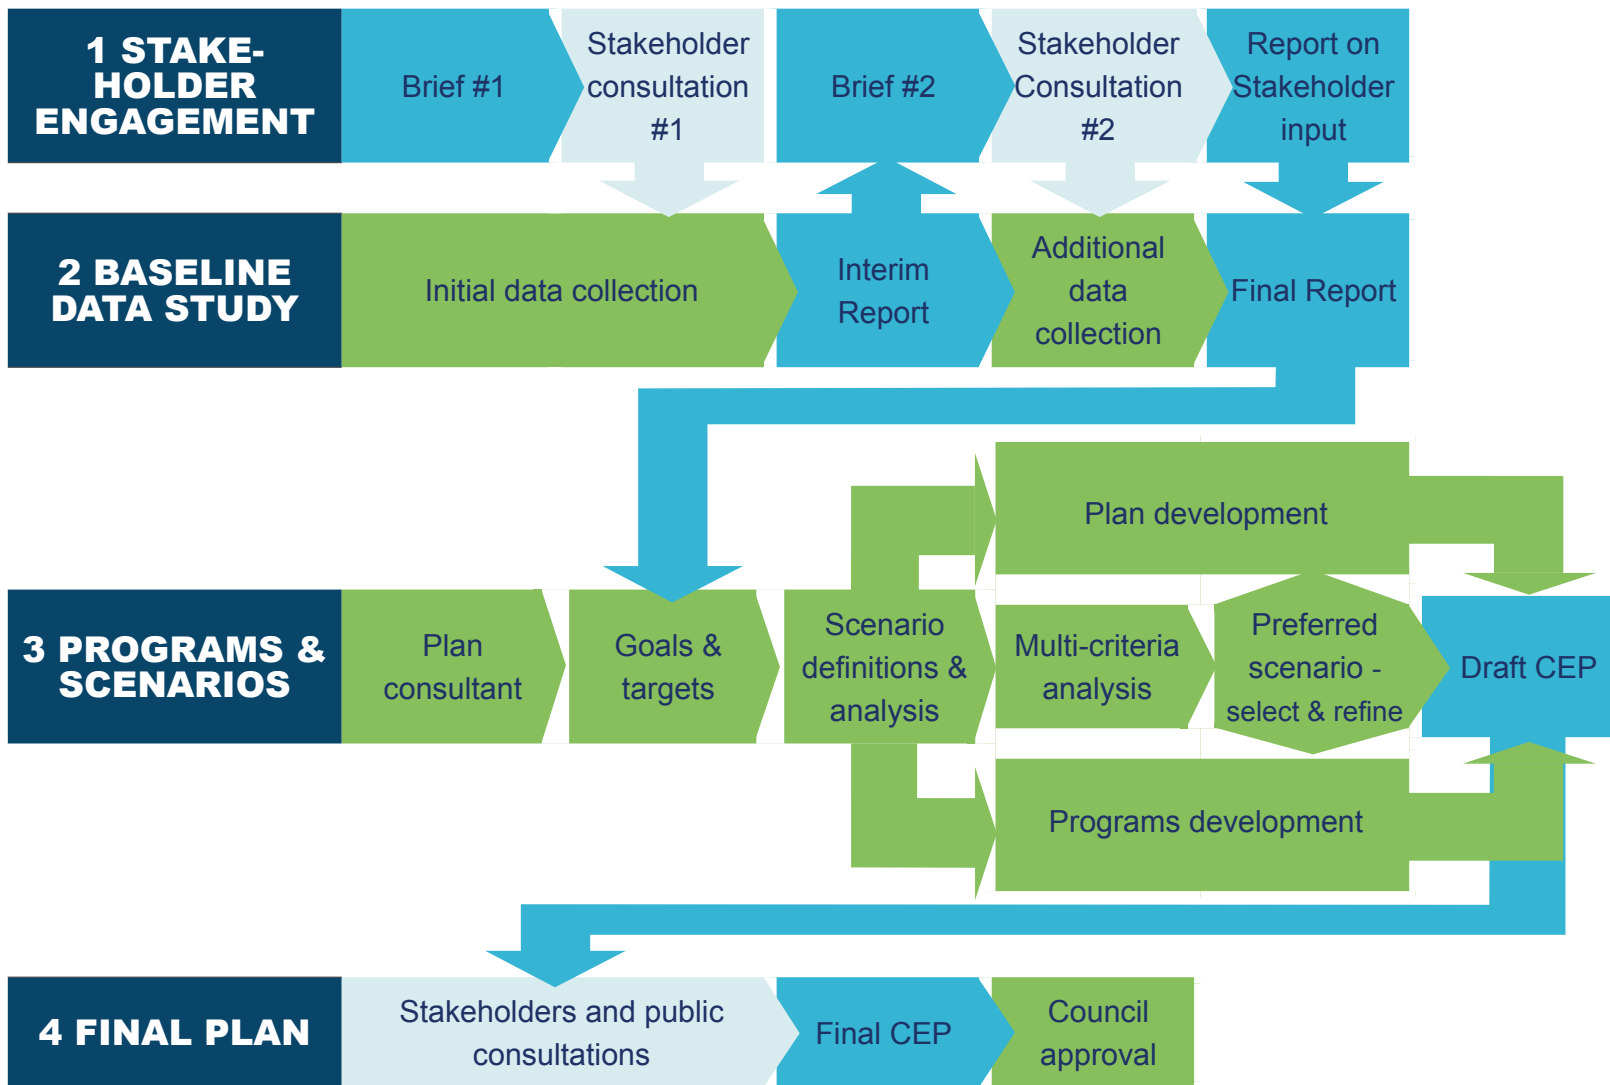 1 STAKE-
HOLDER
ENGAGEMENT
Brief #1
Stakeholder
consultation
#1
Brief #2
Stakeholder
Consultation
#2
Report on
Stakeholder
input
2 BASELINE
DATA STUDY
Initial data collection
Interim
Report
Additional
data
collection
Final Report
Plan development
3 PROGRAMS &
SCENARIOS
Plan
consultant
Goals &
targets
Scenario
definitions &
analysis
Multi-criteria
analysis
Preferred
scenario -
select & refine
Draft CEP
Programs development
4 FINAL PLAN
Stakeholders and public
consultations
Final CEP
Council
approval